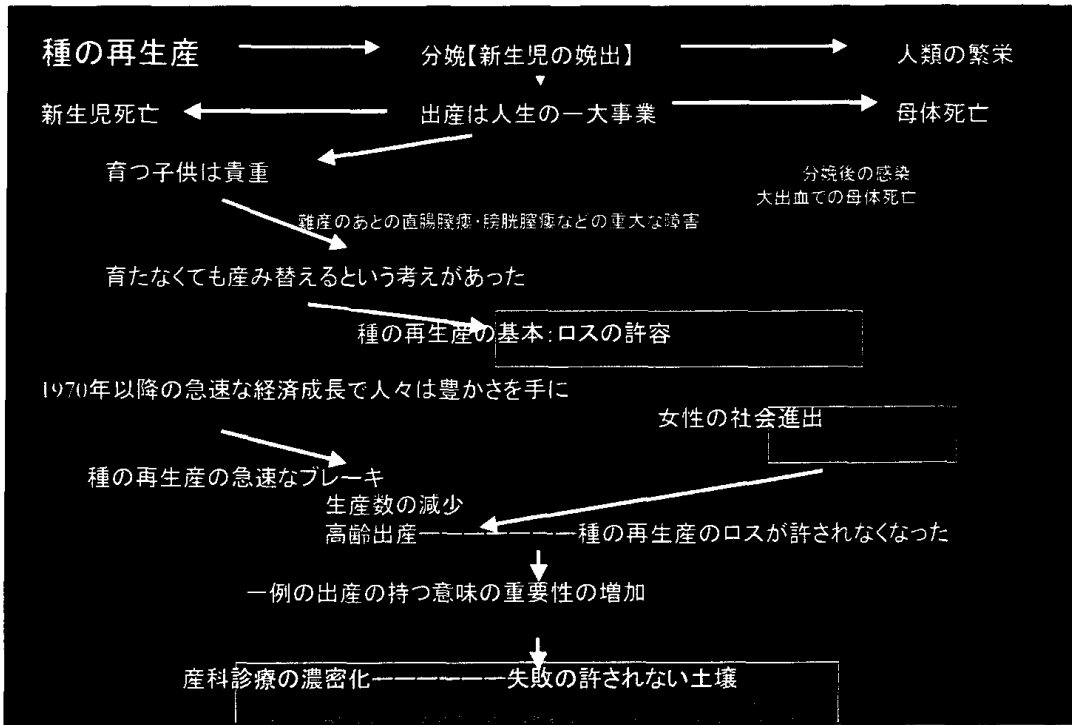 種の再生産
分娩【新生児の娩出】
人類の繁栄
新生児死亡
出産は人生の一大事業
母体死亡
育つ子供は貴重
分娩後の感染
大出血での母体死亡
難産のあとの直腸腟瘻・膀胱腟瘻などの重大な障害
育たなくても産み替えるという考えがあった
種の再生産の基本:ロスの許容
1970年以降の急速な経済成長で人々は豊かさを手に
女性の社会進出
種の再生産の急速なブレーキ
生産数の減少
高齢出産――――――種の再生産のロスが許されなくなった
一例の出産の持つ意味の重要性の増加
産科診療の濃密化―――――失敗の許されない土壌